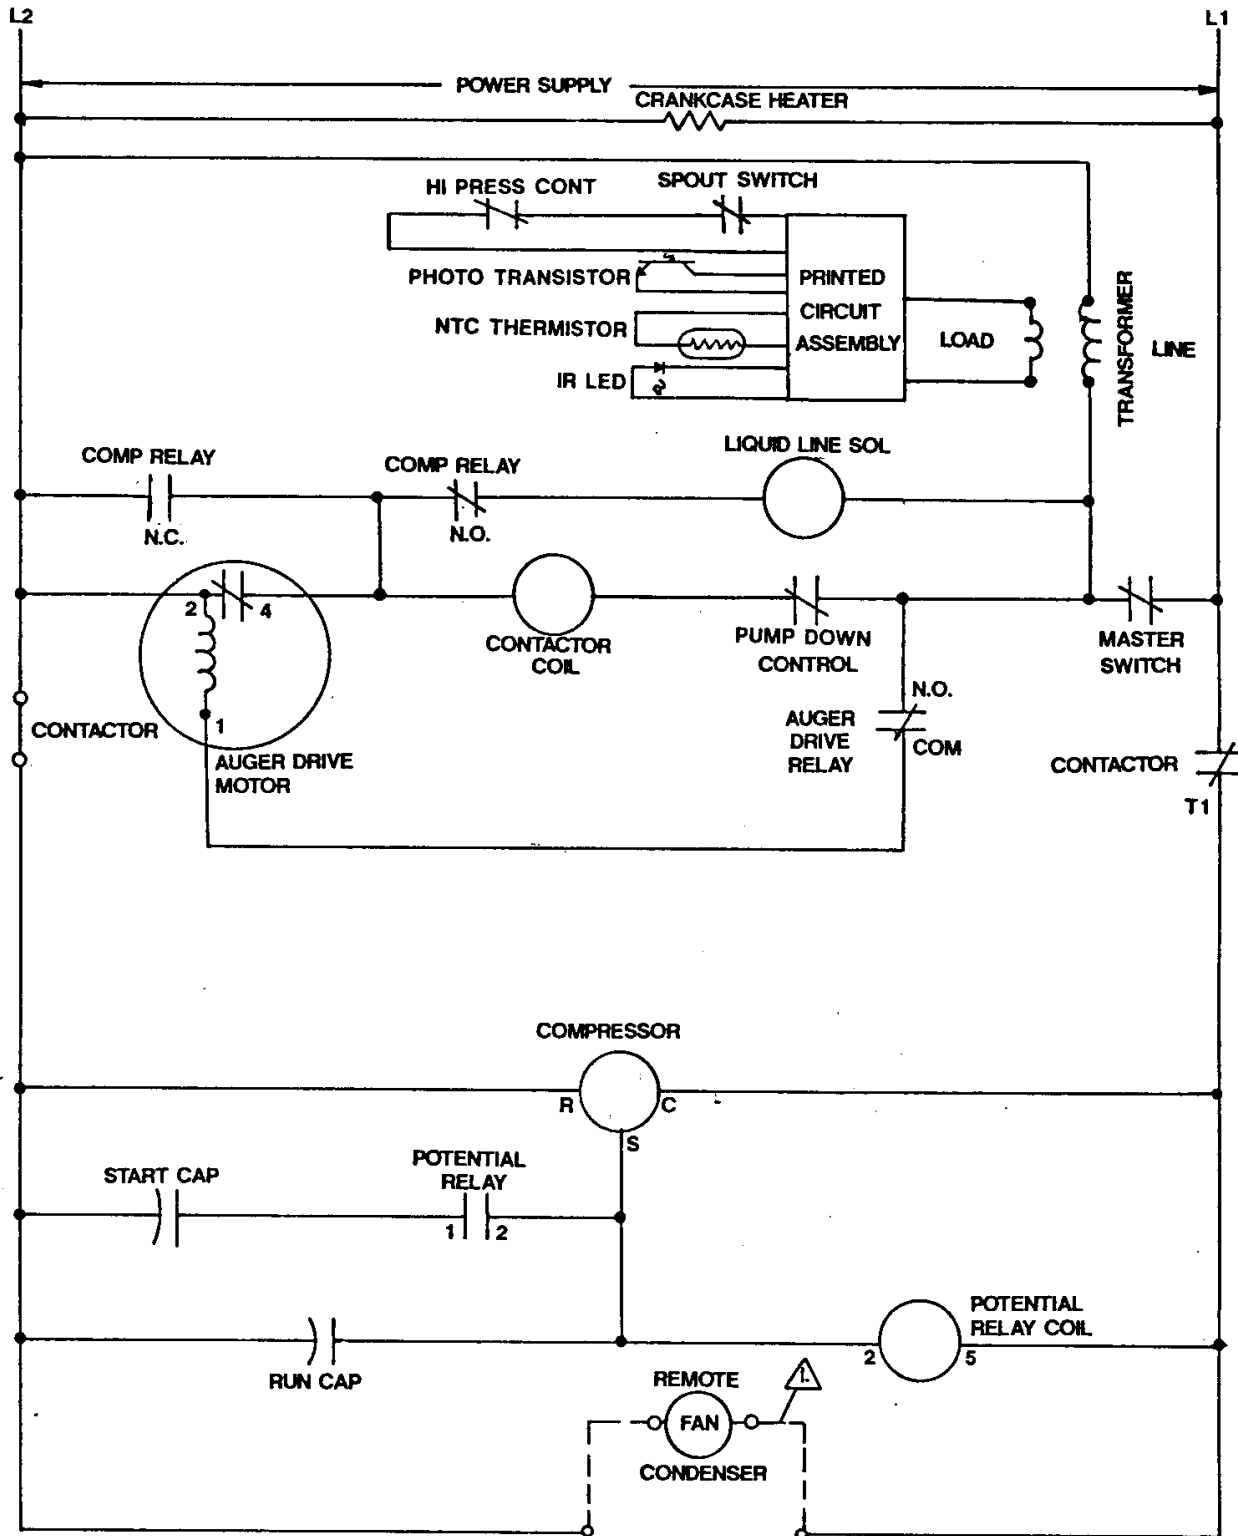 L2
L1
POWER SUPPLY
CRANKCASE HEATER
HI PRESS CONT
SPOUT SWITCH
PHOTO TRANSISTOR
NTC THERMISTOR
IR LED
PRINTED
CIRCUIT
ASSEMBLY
LOAD
TRANSFORMER
LINE
COMP RELAY
N.C.
COMP RELAY
N.O.
LIQUID LINE SOL
2
4
1
AUGER DRIVE
MOTOR
CONTACTOR
CONTACTOR
COIL
PUMP DOWN
CONTROL
MASTER
SWITCH
N.O.
AUGER
DRIVE
RELAY
COM
CONTACTOR
T1
COMPRESSOR
R
C
S
START CAP
POTENTIAL
RELAY
1
2
RUN CAP
POTENTIAL
RELAY COIL
2
5
REMOTE
FAN
CONDENSER
1.